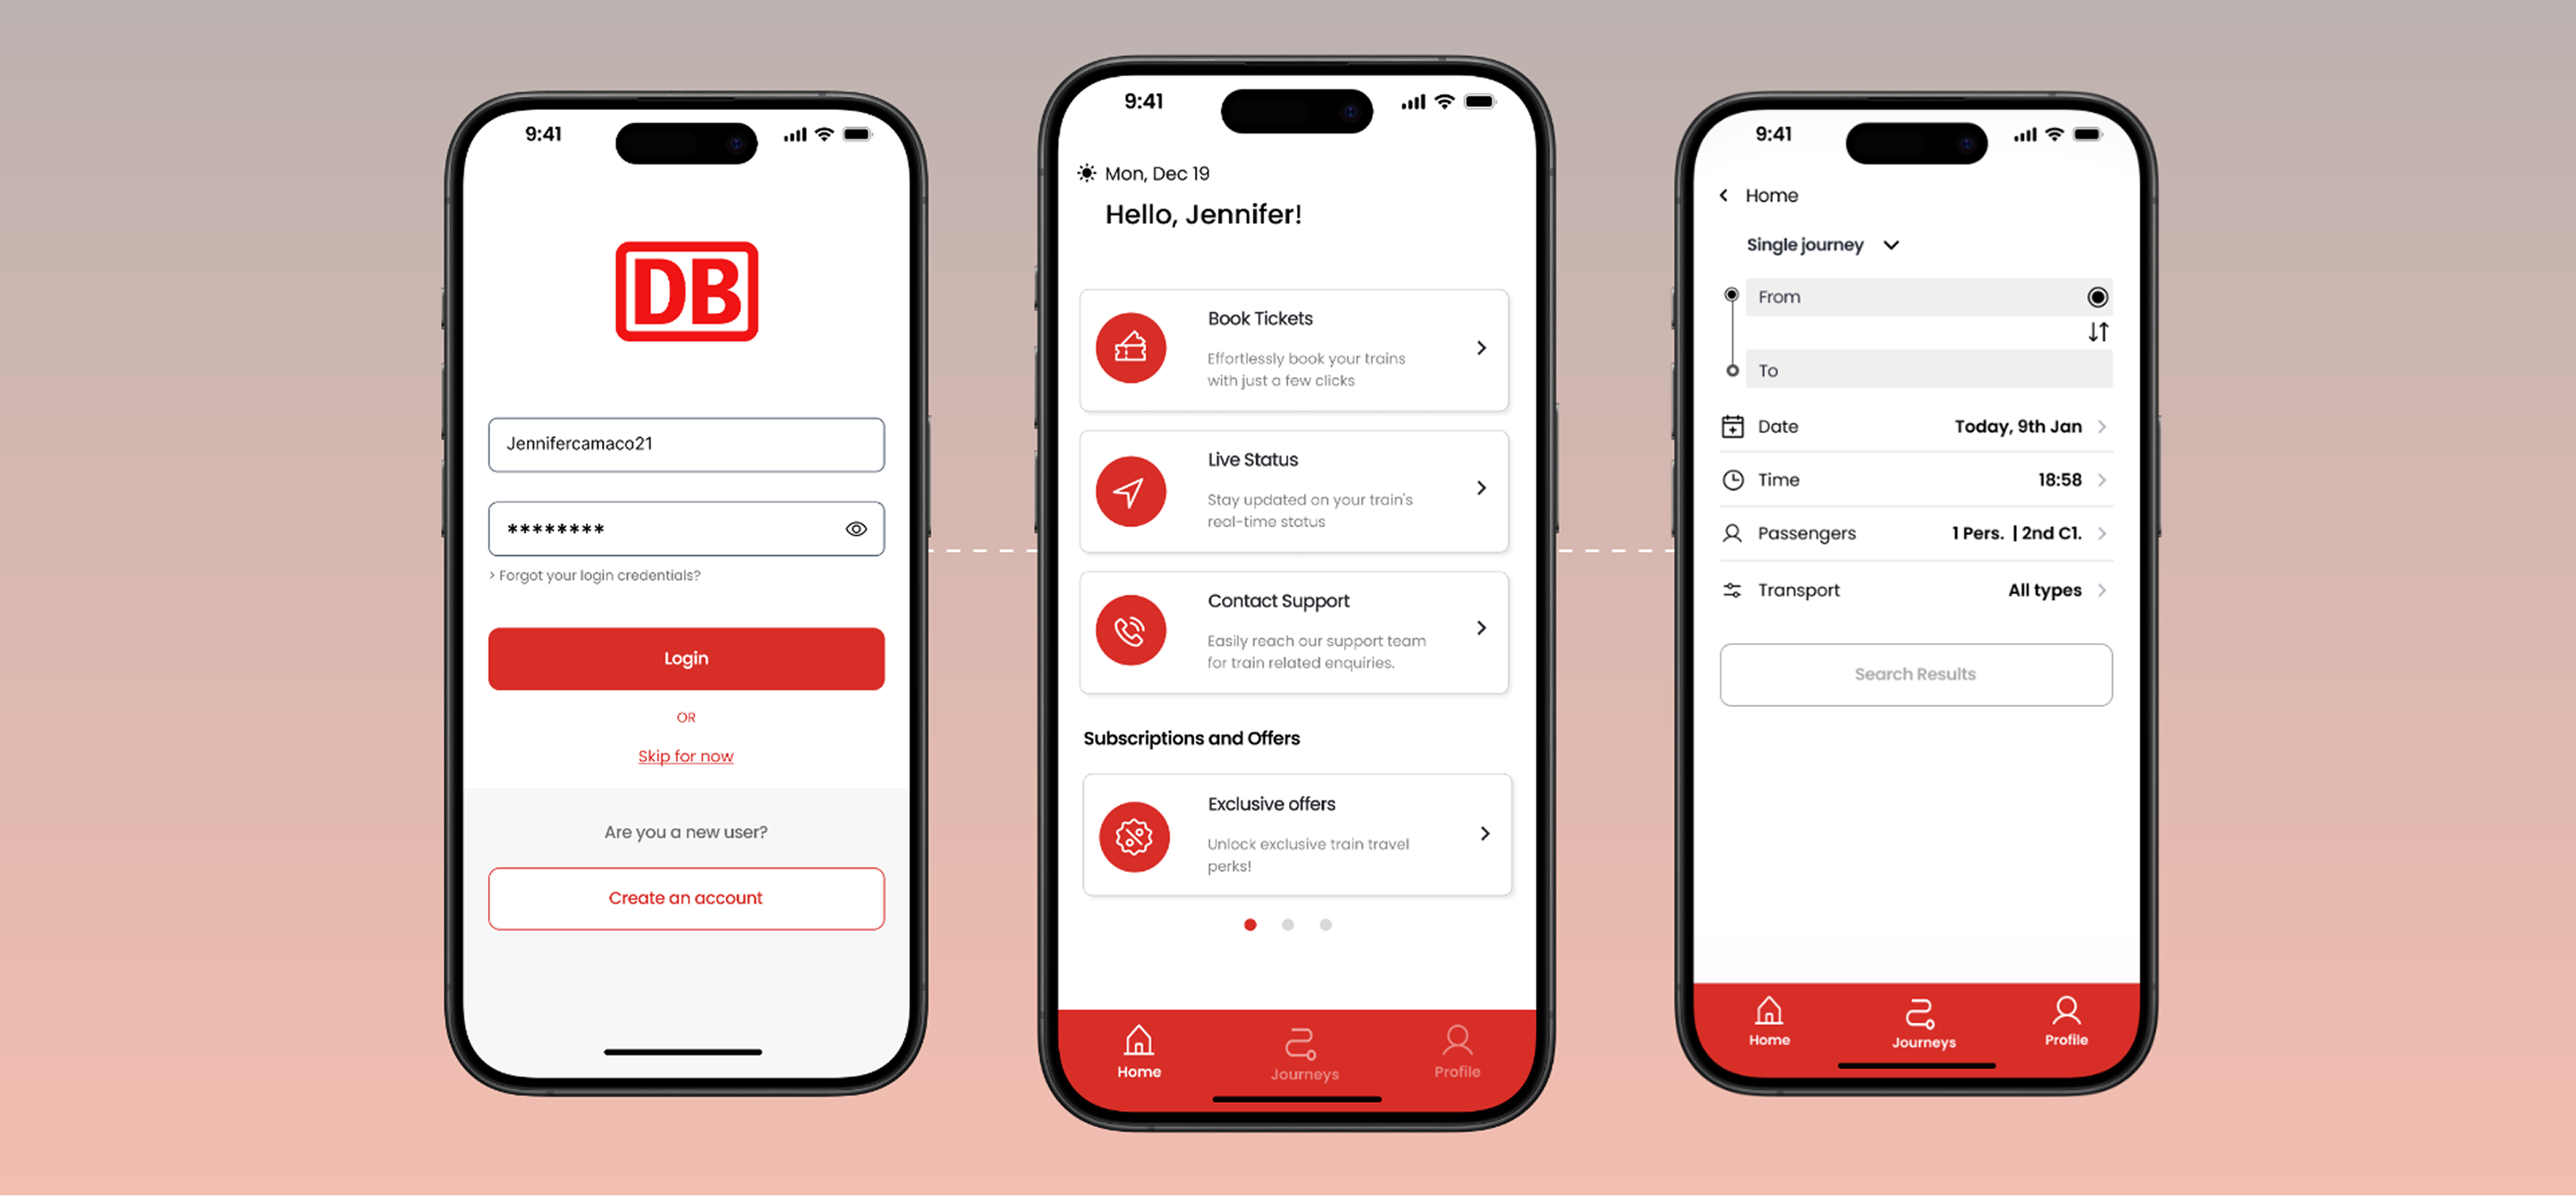 9:41
DB
Jennifercamaco21
********
> Forgot your login credentials?
Login
OR
Skip for now
Are you a new user?
Create an account
9:41
Mon, Dec 19
Hello, Jennifer!
Book Tickets
Effortlessly book your trains
with just a few clicks
Live Status
Stay updated on your train's
real-time status
Contact Support
Easily reach our support team
for train related enquiries.
Subscriptions and Offers
Exclusive offers
Unlock exclusive train travel
perks!
Home Journeys Profile
9:41
Home
Single journey
From
To
Date Today, 9th Jan
Time 18:58
Passengers 1 Pers. | 2nd C1.
Transport All types
Search Results
Home Journeys Profile